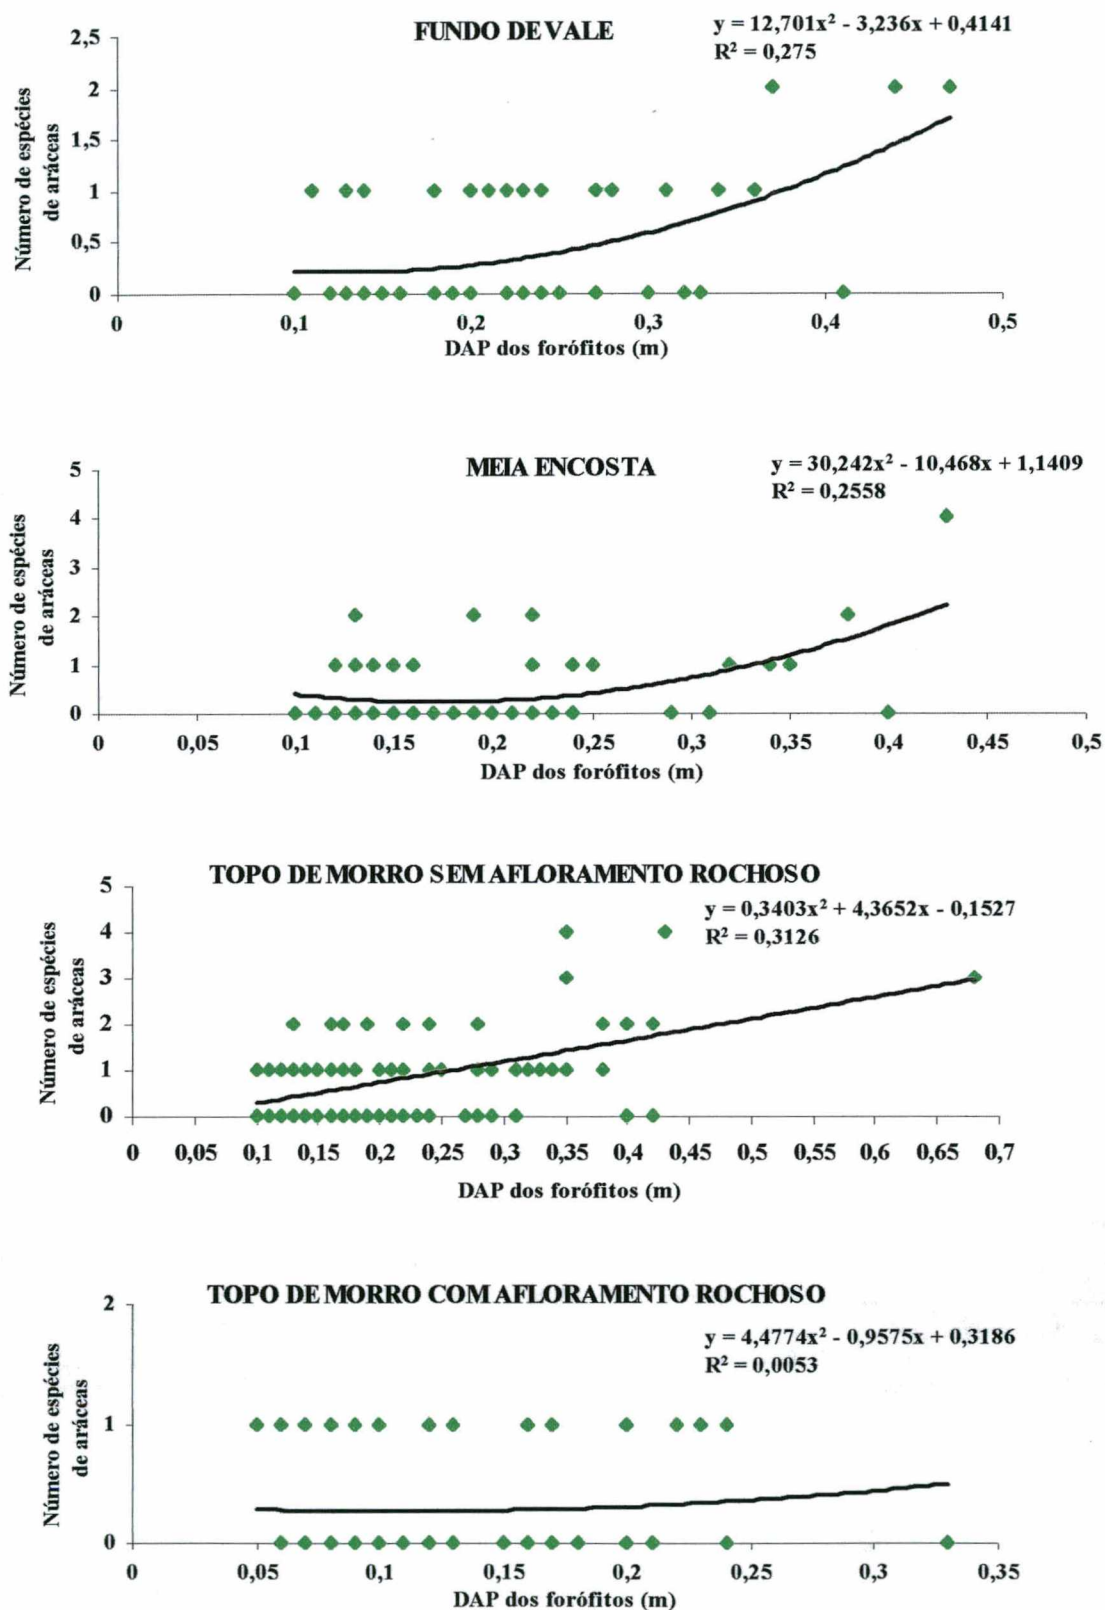 FUNDO DE VALE
y = 12,701x² - 3,236x + 0,4141
R² = 0,275
Número de espécies
de aráceas
2,5
2
1,5
1
0,5
0
0 0,1 0,2 0,3 0,4 0,5
DAP dos forófitos (m)
MEIA ENCOSTA
y = 30,242x² - 10,468x + 1,1409
R² = 0,2558
Número de espécies
de aráceas
5
4
3
2
1
0
0 0,05 0,1 0,15 0,2 0,25 0,3 0,35 0,4 0,45 0,5
DAP dos forófitos (m)
TOPO DE MORRO SEM AFLORAMENTO ROCHOSO
y = 0,3403x² + 4,3652x - 0,1527
R² = 0,3126
Número de espécies
de aráceas
5
4
3
2
1
0
0 0,05 0,1 0,15 0,2 0,25 0,3 0,35 0,4 0,45 0,5 0,55 0,6 0,65 0,7
DAP dos forófitos (m)
TOPO DE MORRO COM AFLORAMENTO ROCHOSO
y = 4,4774x² - 0,9575x + 0,3186
R² = 0,0053
Número de espécies
de aráceas
2
1
0
0 0,05 0,1 0,15 0,2 0,25 0,3 0,35
DAP dos forófitos (m)